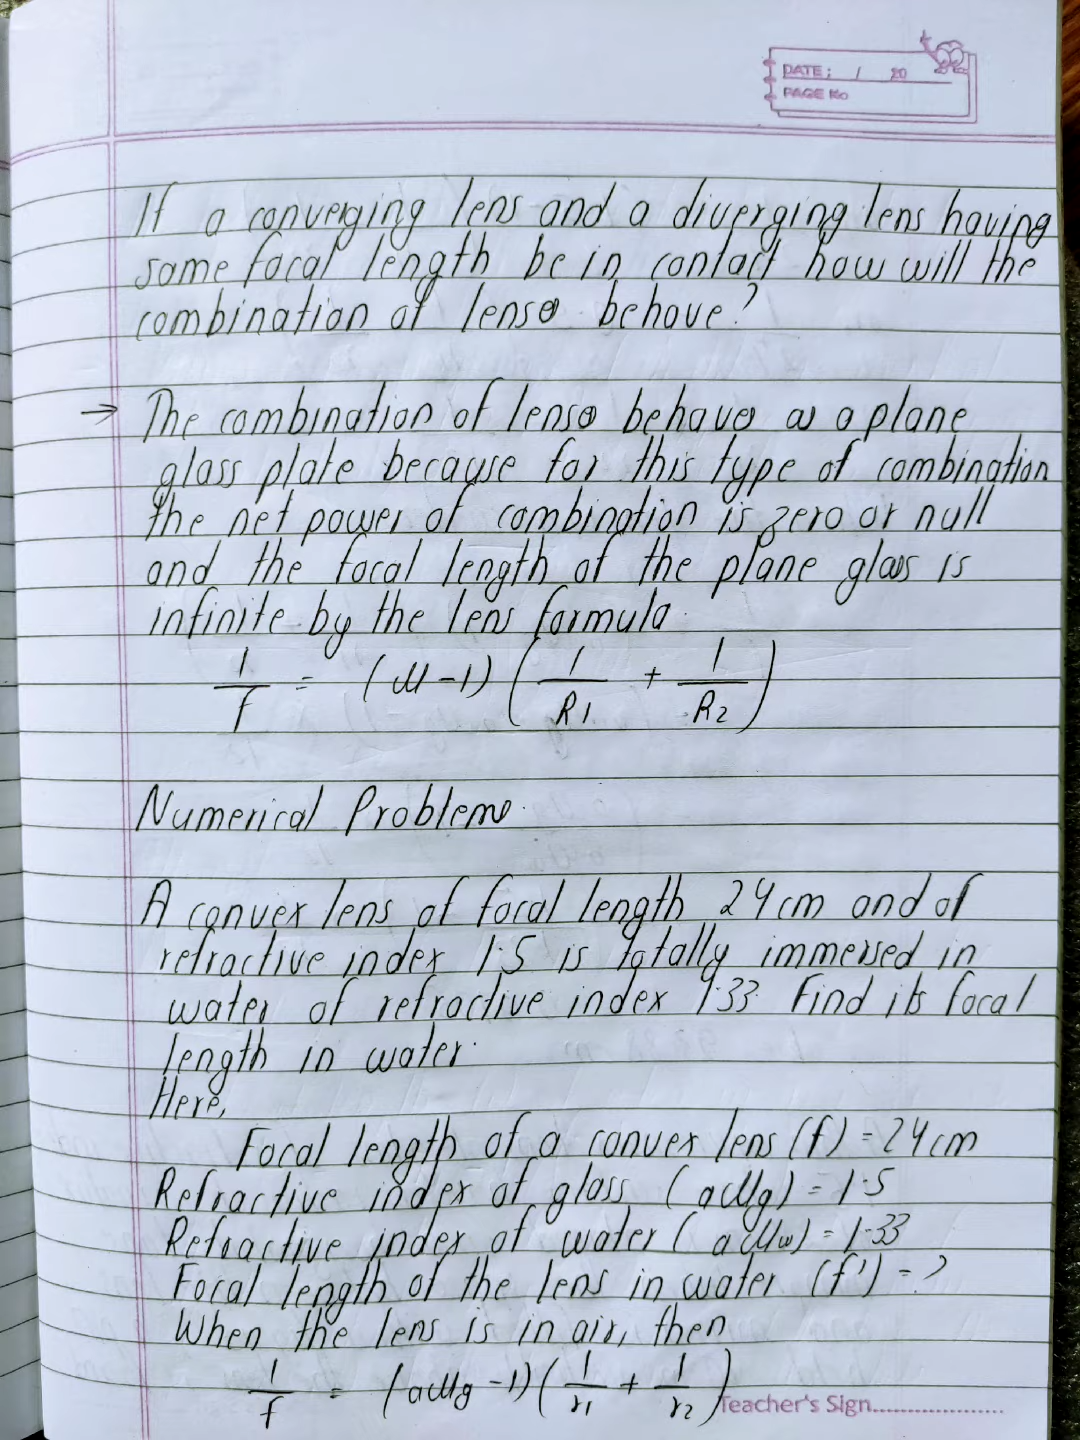 DATE: / 20
PAGE No
If a converging lens and a diverging lens having
same focal length be in contact how will the
combination of lenses behave?
→ The combination of lenses behaves as a plane
glass plate because for this type of combination
the net power of combination is zero or null
and the focal length of the plane glass is
infinite by the lens formula.
1/f = (μ-1) (1/R1 + 1/R2)
Numerical Problems.
A convex lens of focal length 24cm and of
refractive index 1.5 is totally immersed in
water of refractive index 1.33. Find its focal
length in water.
Here,
Focal length of a convex lens (f) = 24cm
Refractive index of glass (aμg) = 1.5
Refractive index of water (aμw) = 1.33
Focal length of the lens in water (f') = ?
When the lens is in air, then
1/f = (aμg -1) (1/r1 + 1/r2)
Teacher's Sign....................